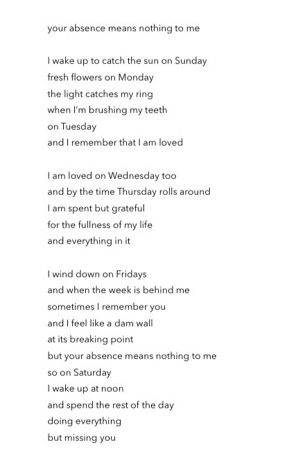 your absence means nothing to me
I wake up to catch the sun on Sunday
fresh flowers on Monday
the light catches my ring
when I'm brushing my teeth
on Tuesday
and I remember that I am loved
I am loved on Wednesday too
and by the time Thursday rolls around
I am spent but grateful
for the fullness of my life
and everything in it
I wind down on Fridays
and when the week is behind me
sometimes I remember you
and I feel like a dam wall
at its breaking point
but your absence means nothing to me
so on Saturday
I wake up at noon
and spend the rest of the day
doing everything
but missing you